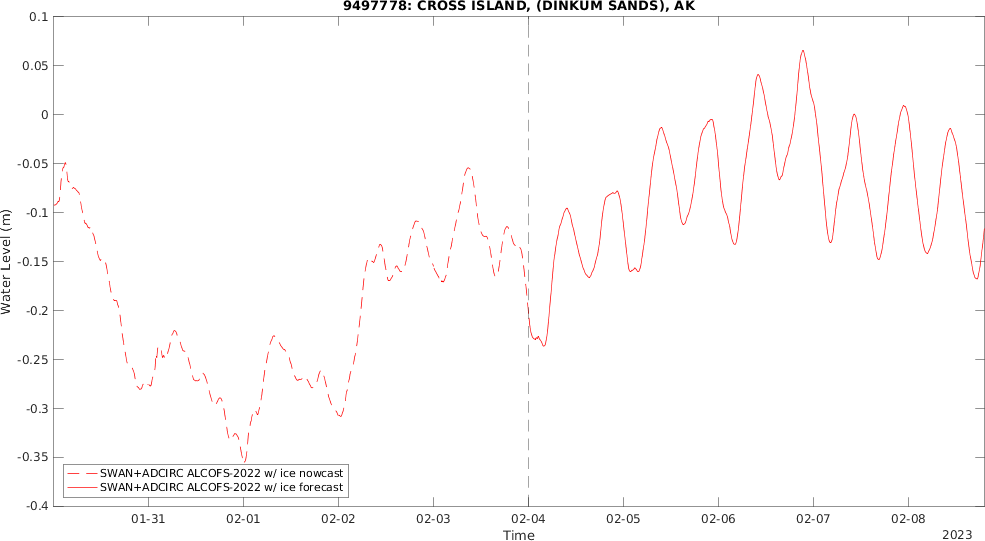 9497778: CROSS ISLAND, (DINKUM SANDS), AK
0.1
0.05
0
-0.05
-0.1
-0.15
-0.2
-0.25
-0.3
-0.35
-0.4
Water Level (m)
SWAN+ADCIRC ALCOFS-2022 w/ ice nowcast
SWAN+ADCIRC ALCOFS-2022 w/ ice forecast
01-31 02-01 02-02 02-03 02-04 02-05 02-06 02-07 02-08
Time
2023